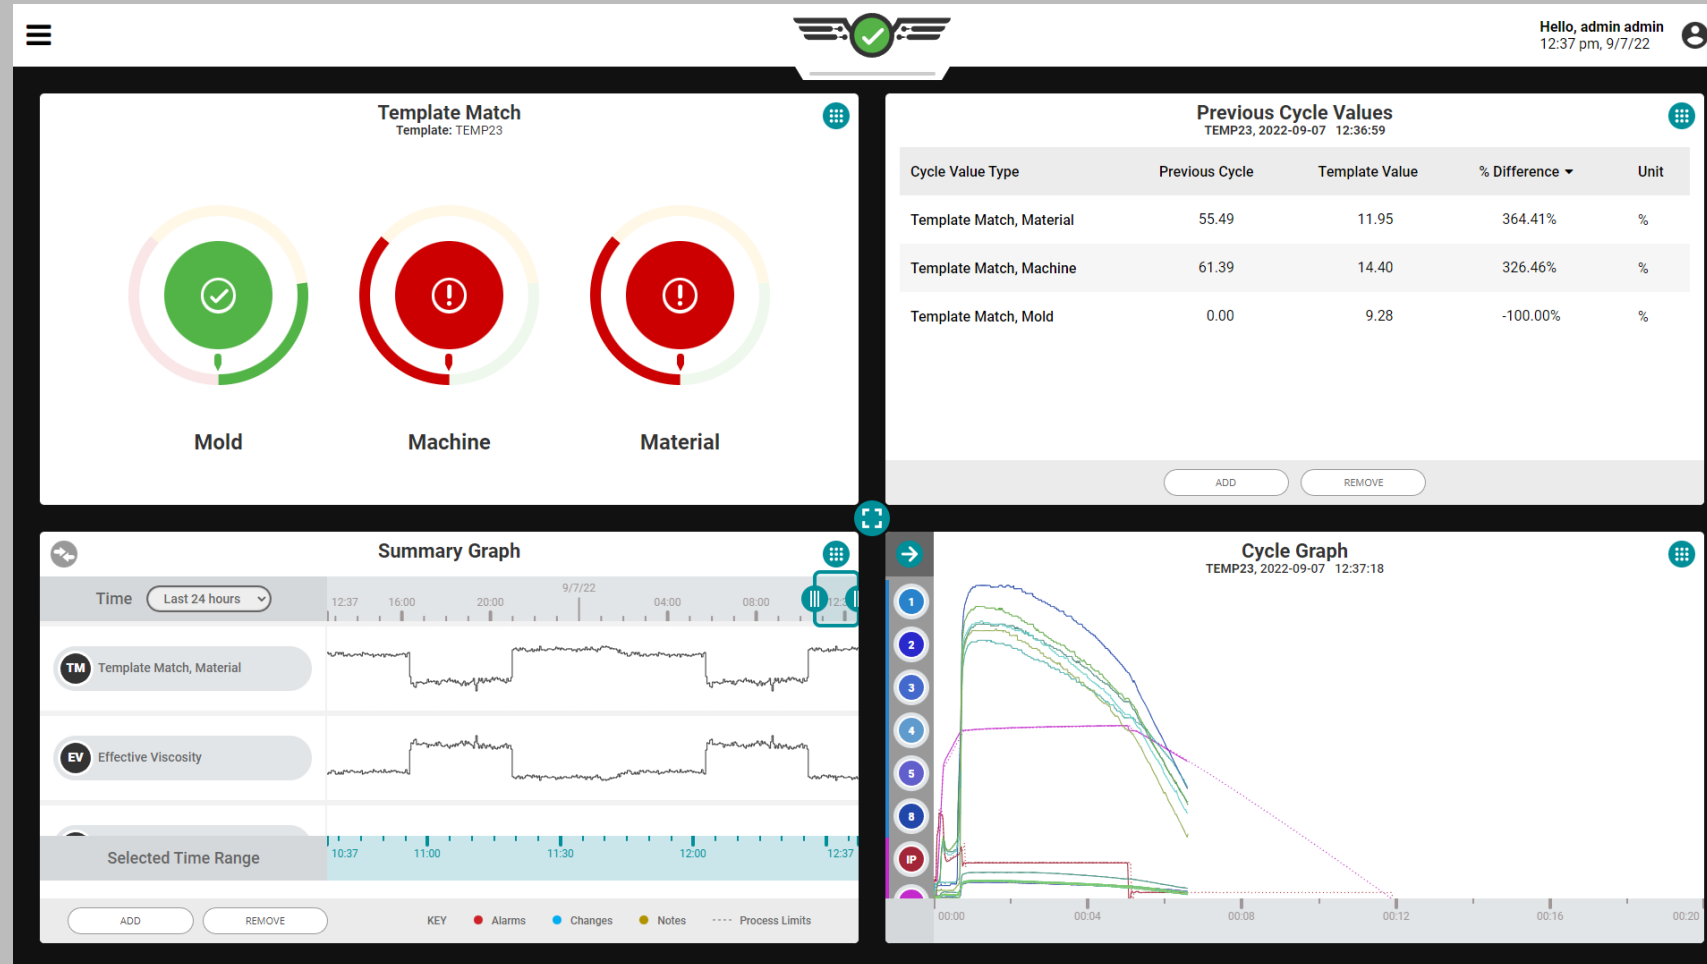 Hello, admin admin
12:37 pm, 9/7/22
Template Match
Template: TEMP23
Mold
Machine
Material
Previous Cycle Values
TEMP23, 2022-09-07 12:36:59
Cycle Value Type Previous Cycle Template Value % Difference Unit
Template Match, Material 55.49 11.95 364.41% %
Template Match, Machine 61.39 14.40 326.46% %
Template Match, Mold 0.00 9.28 -100.00% %
ADD REMOVE
Summary Graph
Time Last 24 hours
9/7/22
12:37 16:00 20:00 04:00 08:00
TM Template Match, Material
EV Effective Viscosity
Selected Time Range
10:37 11:00 11:30 12:00 12:37
ADD REMOVE KEY Alarms Changes Notes Process Limits
Cycle Graph
TEMP23, 2022-09-07 12:37:18
1
2
3
4
5
8
IP
00:00 00:04 00:08 00:12 00:16 00:20